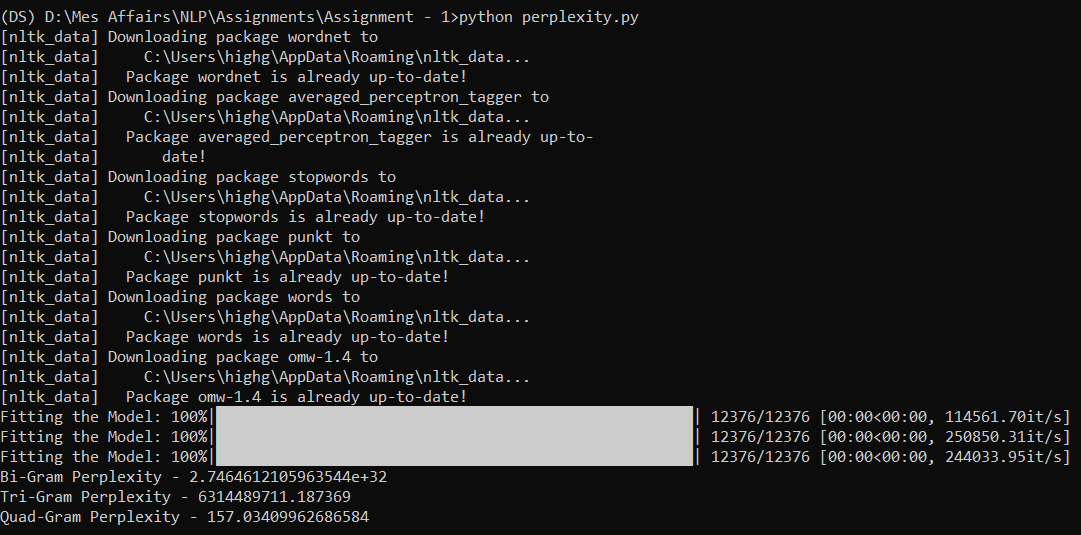 (DS) D:\Mes Affairs\NLP\Assignments\Assignment - 1>python perplexity.py
[nltk_data] Downloading package wordnet to
[nltk_data]     C:\Users\highg\AppData\Roaming\nltk_data...
[nltk_data]   Package wordnet is already up-to-date!
[nltk_data] Downloading package averaged_perceptron_tagger to
[nltk_data]     C:\Users\highg\AppData\Roaming\nltk_data...
[nltk_data]   Package averaged_perceptron_tagger is already up-to-
[nltk_data]       date!
[nltk_data] Downloading package stopwords to
[nltk_data]     C:\Users\highg\AppData\Roaming\nltk_data...
[nltk_data]   Package stopwords is already up-to-date!
[nltk_data] Downloading package punkt to
[nltk_data]     C:\Users\highg\AppData\Roaming\nltk_data...
[nltk_data]   Package punkt is already up-to-date!
[nltk_data] Downloading package words to
[nltk_data]     C:\Users\highg\AppData\Roaming\nltk_data...
[nltk_data]   Package words is already up-to-date!
[nltk_data] Downloading package omw-1.4 to
[nltk_data]     C:\Users\highg\AppData\Roaming\nltk_data...
[nltk_data]   Package omw-1.4 is already up-to-date!
Fitting the Model: 100%|| 12376/12376 [00:00<00:00, 114561.70it/s]
Fitting the Model: 100%|| 12376/12376 [00:00<00:00, 250850.31it/s]
Fitting the Model: 100%|| 12376/12376 [00:00<00:00, 244033.95it/s]
Bi-Gram Perplexity - 2.7464612105963544e+32
Tri-Gram Perplexity - 6314489711.187369
Quad-Gram Perplexity - 157.03409962686584